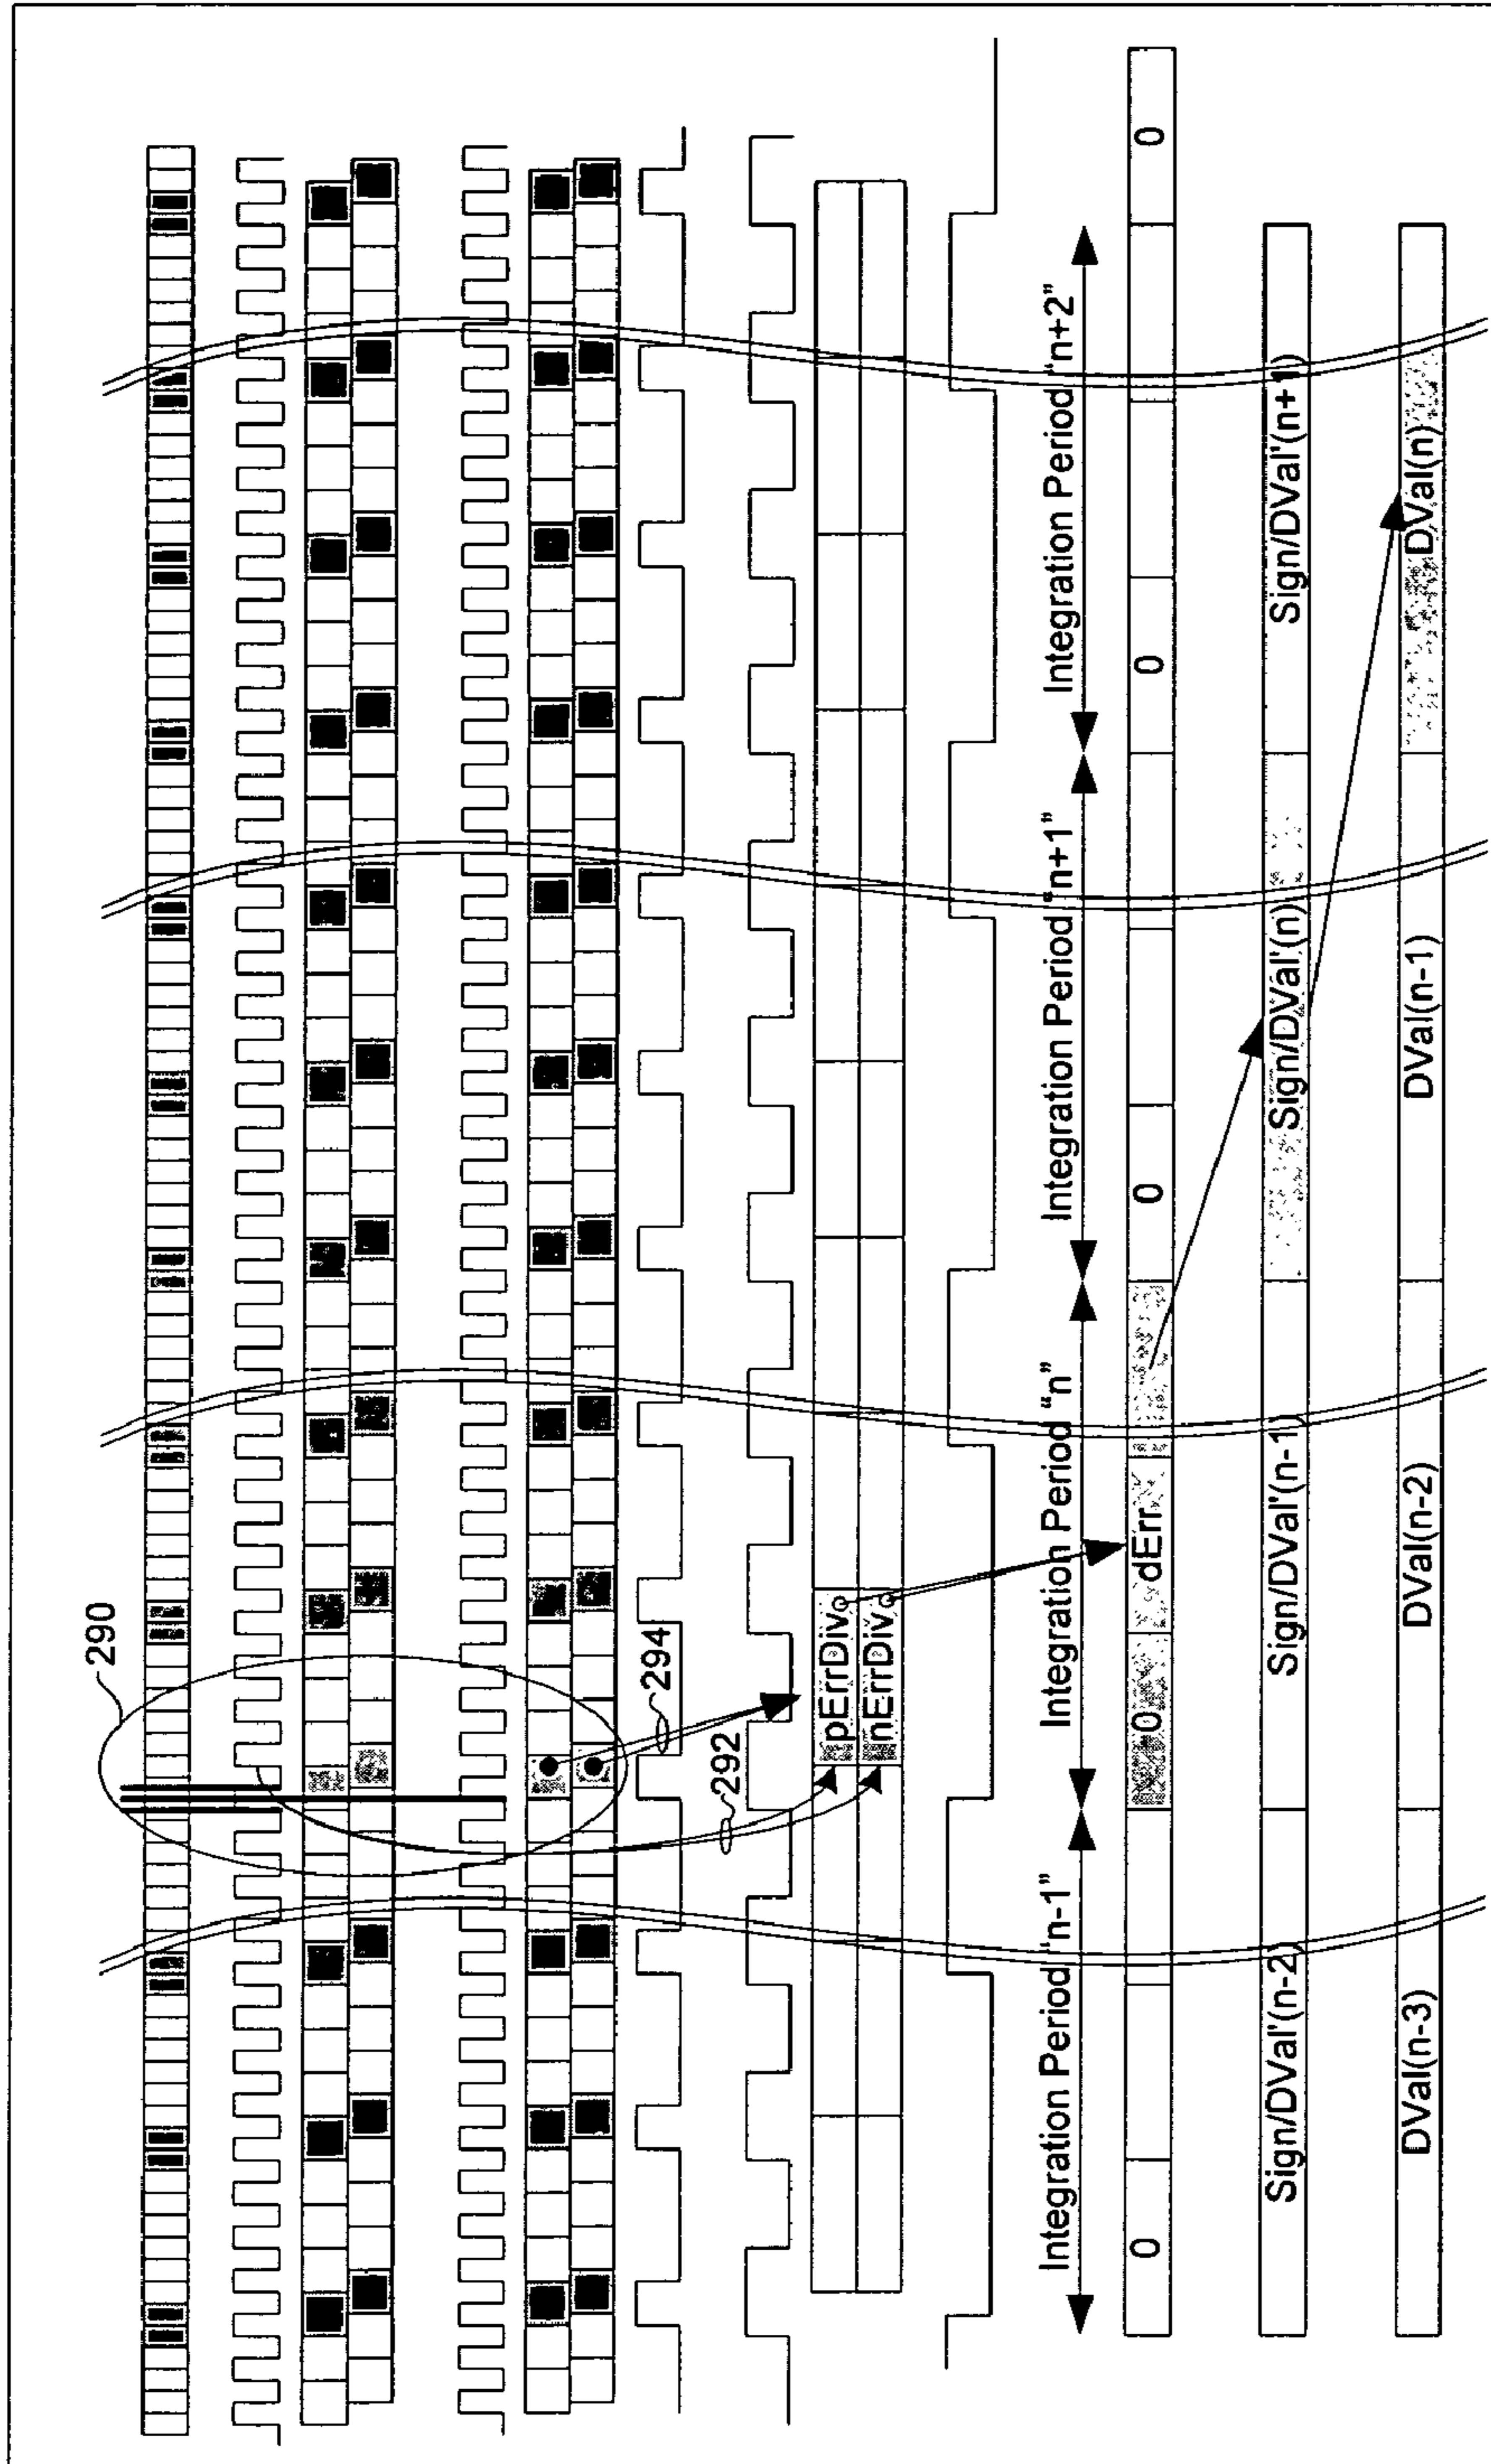 290
294
292
pErrDiv
nErrDiv
Integration Period "n-1"
Integration Period "n"
Integration Period "n+1"
Integration Period "n+2"
0
0
dErr
0
0
0
Sign/DVal'(n-2)
Sign/DVal'(n-1)
Sign/DVal'(n)
Sign/DVal'(n+1)
DVal(n-3)
DVal(n-2)
DVal(n-1)
DVal(n)